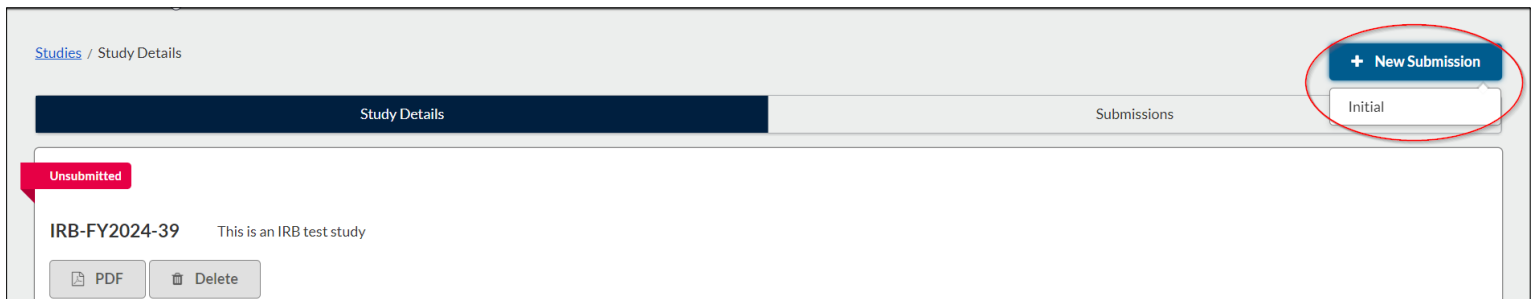 Studies / Study Details
+ New Submission
Initial
Study Details
Submissions
Unsubmitted
IRB-FY2024-39 This is an IRB test study
PDF
Delete